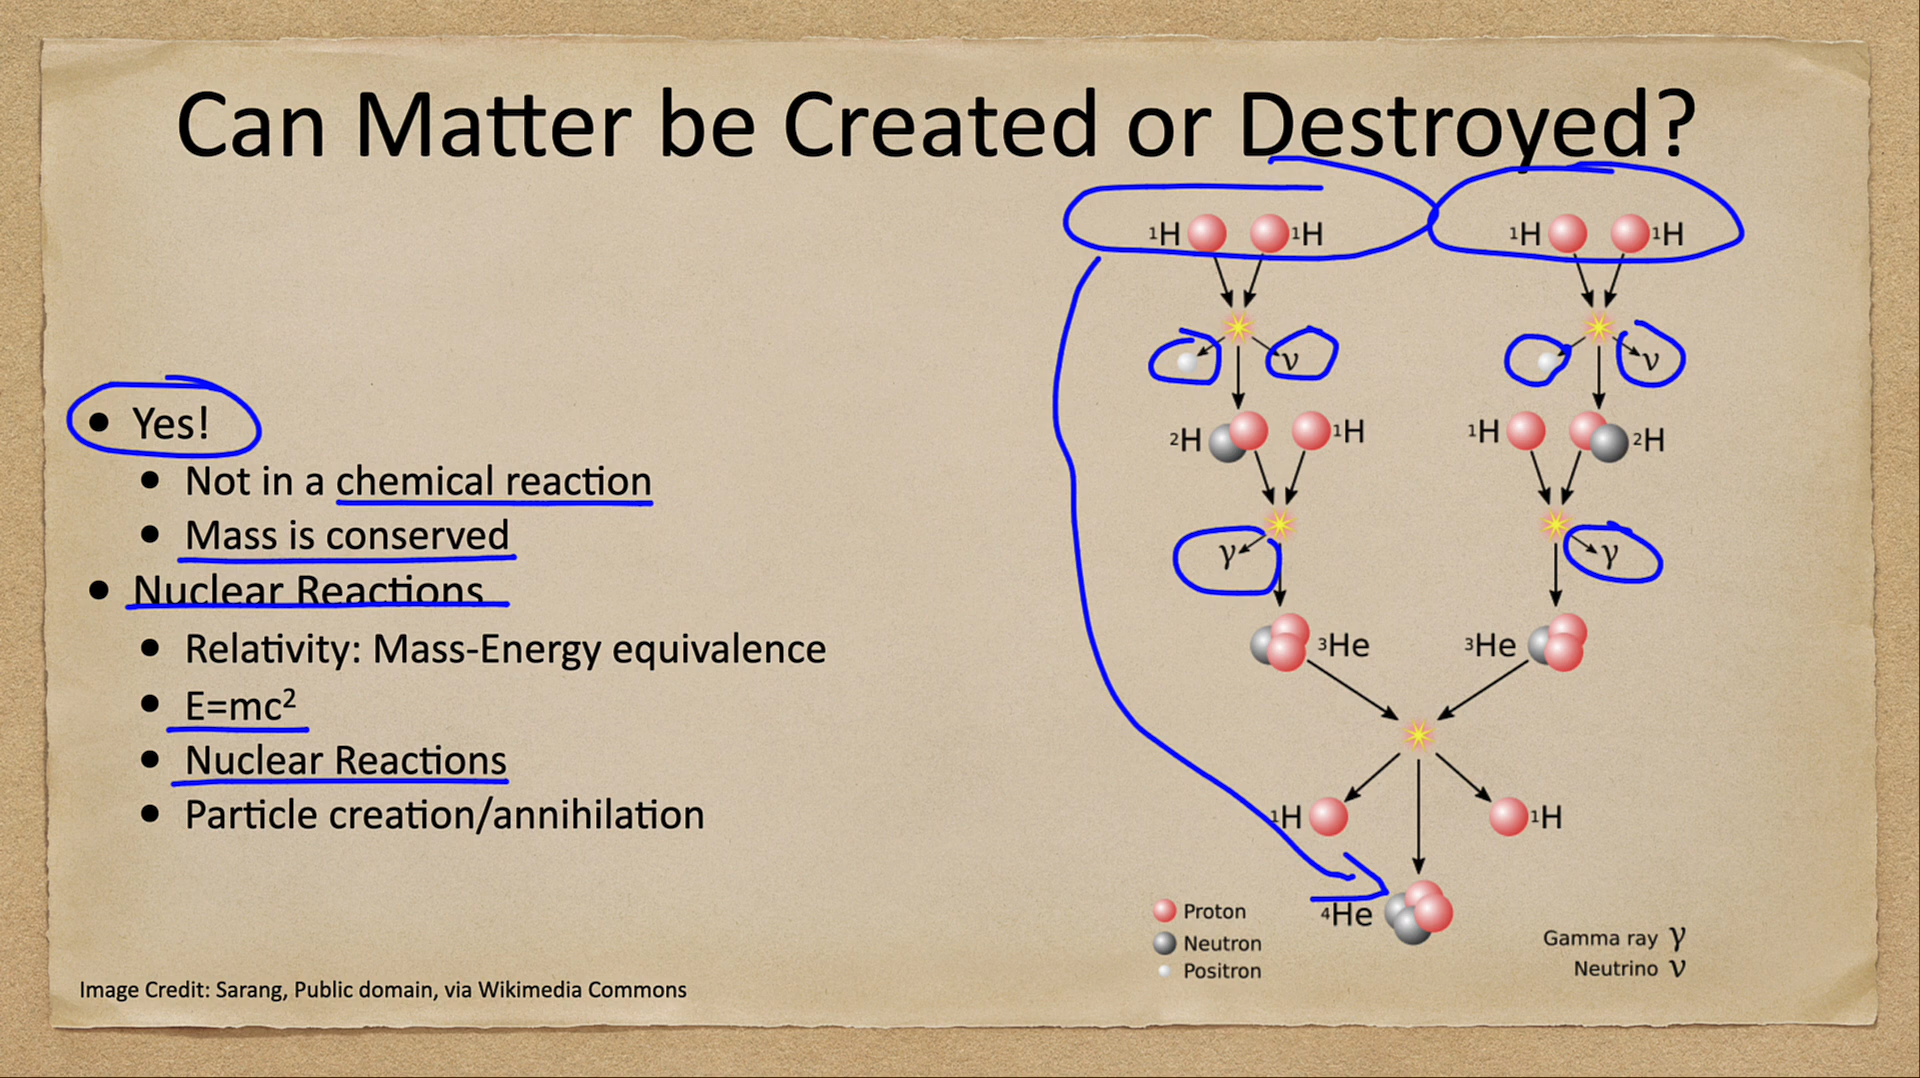 Can Matter be Created or Destroyed?
• Yes!
• Not in a chemical reaction
• Mass is conserved
• Nuclear Reactions
• Relativity: Mass-Energy equivalence
• E=mc²
• Nuclear Reactions
• Particle creation/annihilation
Image Credit: Sarang, Public domain, via Wikimedia Commons
¹H ¹H ¹H ¹H
ν ν
²H ¹H ¹H ²H
γ γ
³He ³He
¹H ¹H
⁴He
Proton
Neutron
Positron
Gamma ray γ
Neutrino ν